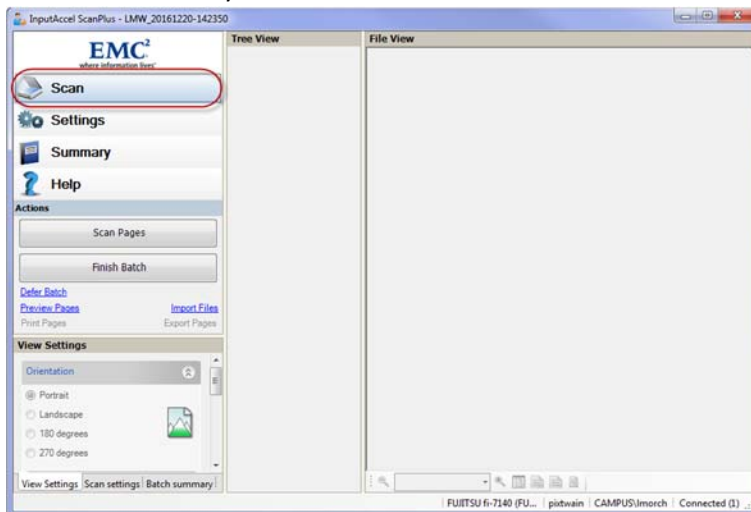 InputAccel ScanPlus - LMW_20161220-142350
EMC²
where information lives®
Scan
Settings
Summary
Help
Actions
Scan Pages
Finish Batch
Defer Batch
Preview Pages Import Files
Print Pages Export Pages
View Settings
Orientation
Portrait
Landscape
180 degrees
270 degrees
View Settings Scan settings Batch summary
Tree View
File View
FUJITSU fi-7140 (FU... pixtwain CAMPUS\lmorch Connected (1)